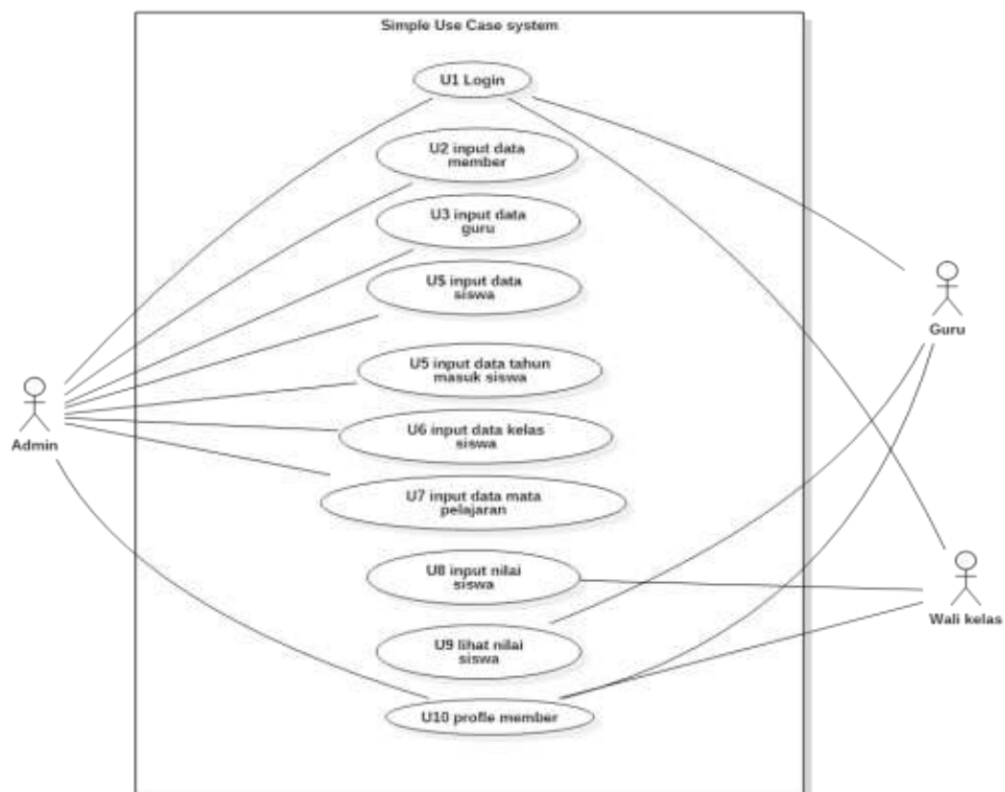 Simple Use Case system
U1 Login
U2 input data
member
U3 input data
guru
U5 input data
siswa
U5 input data tahun
masuk siswa
U6 input data kelas
siswa
U7 input data mata
pelajaran
U8 input nilai
siswa
U9 lihat nilai
siswa
U10 profle member
Admin
Guru
Wali kelas